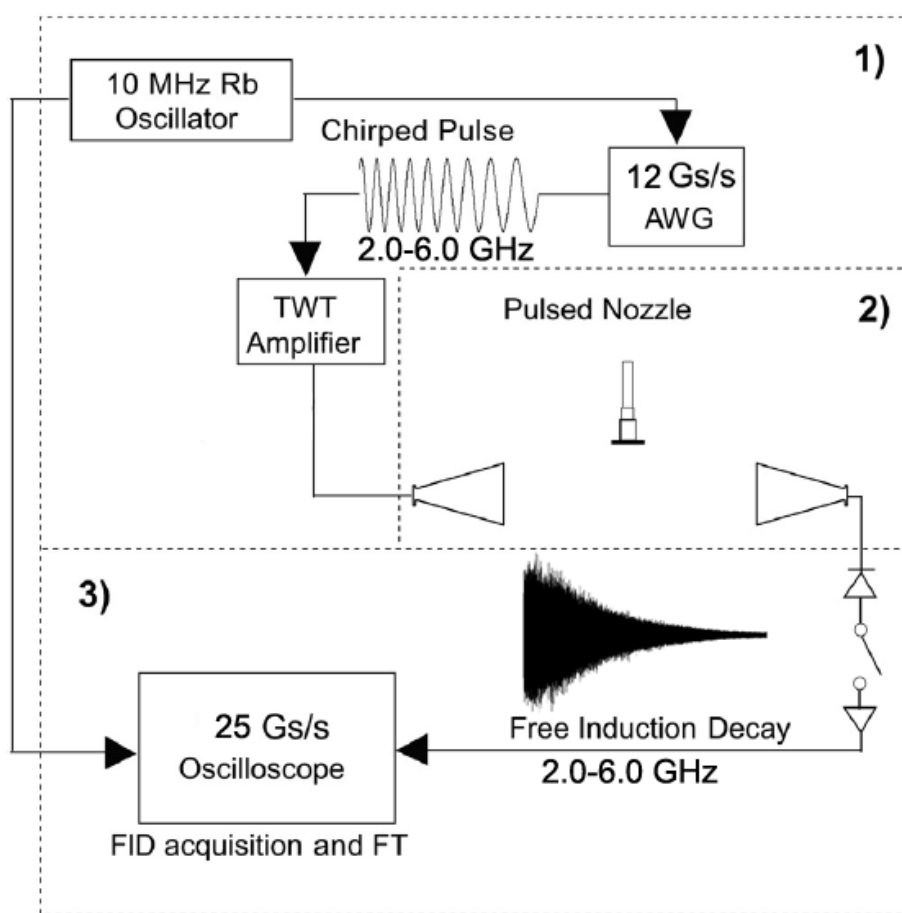 1)
10 MHz Rb
Oscillator
Chirped Pulse
12 Gs/s
AWG
2.0-6.0 GHz
TWT
Amplifier
Pulsed Nozzle
2)
3)
25 Gs/s
Oscilloscope
Free Induction Decay
2.0-6.0 GHz
FID acquisition and FT